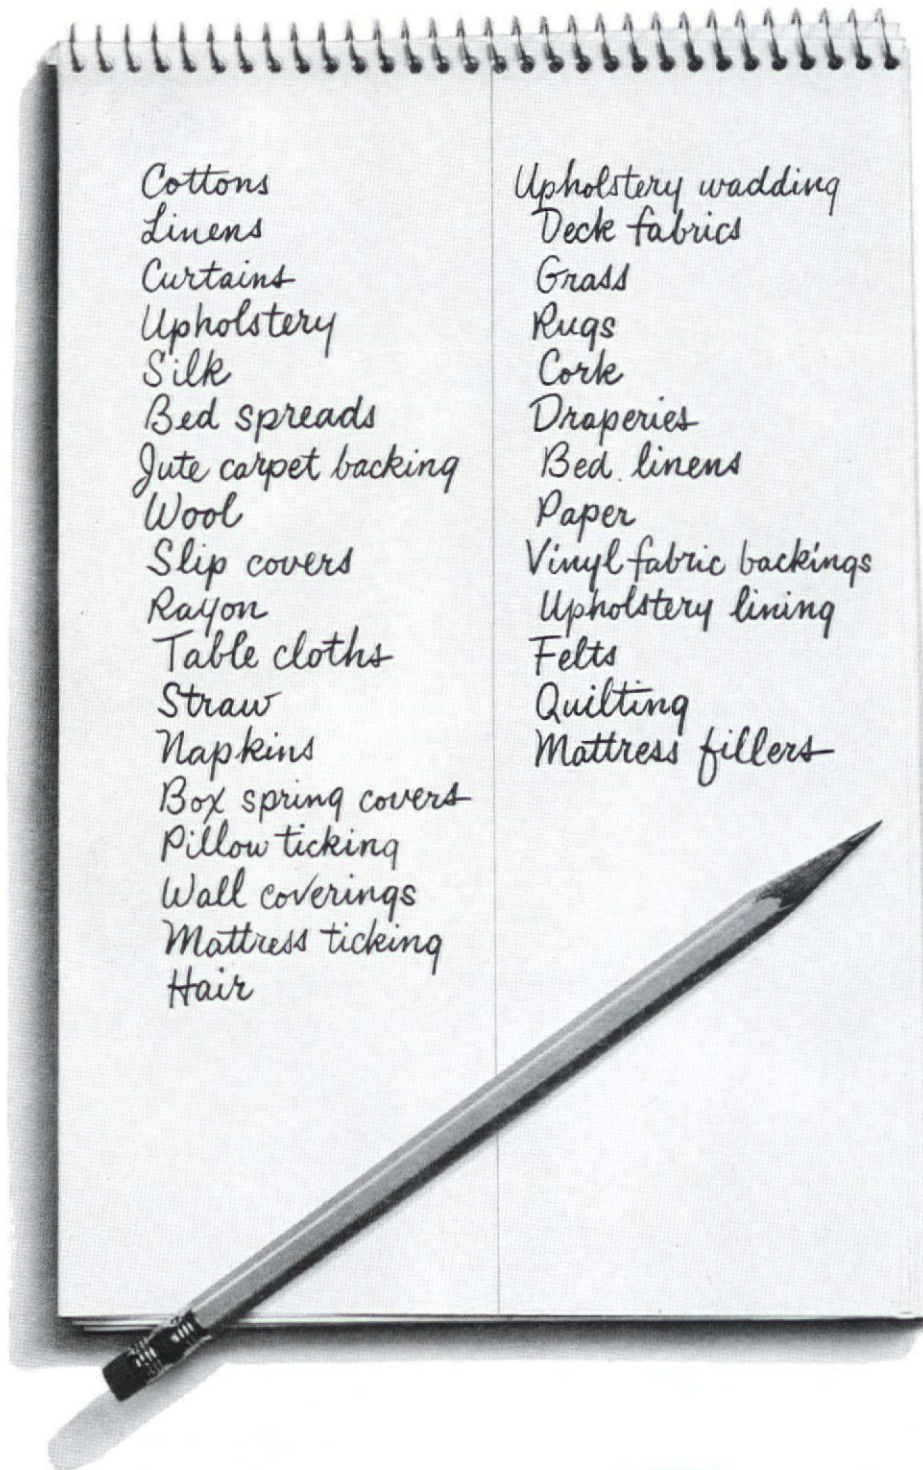 Cottons
Linens
Curtains
Upholstery
Silk
Bed spreads
Jute carpet backing
Wool
Slip covers
Rayon
Table cloths
Straw
Napkins
Box spring covers
Pillow ticking
Wall coverings
Mattress ticking
Hair
Upholstery wadding
Deck fabrics
Grass
Rugs
Cork
Draperies
Bed linens
Paper
Vinyl fabric backings
Upholstery lining
Felts
Quilting
Mattress fillers